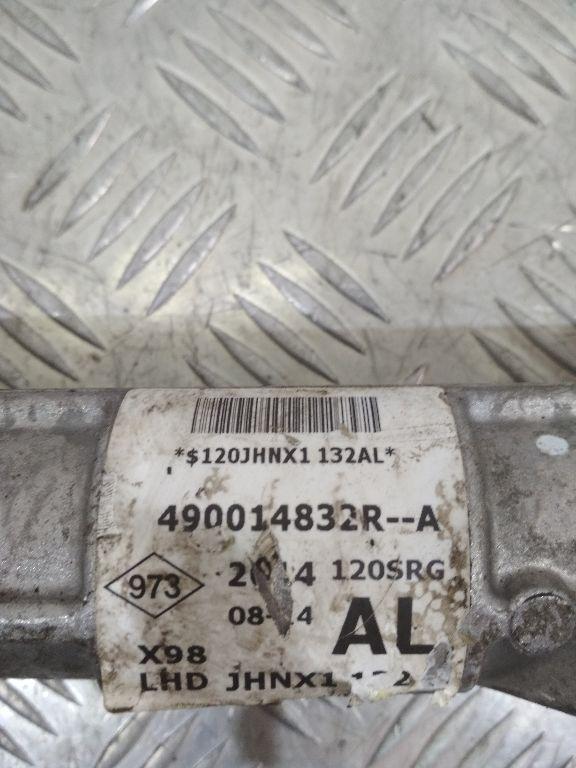 *$120JHNX1 132AL*
490014832R--A
973 120SRG
X98 AL
LHD JHNX1